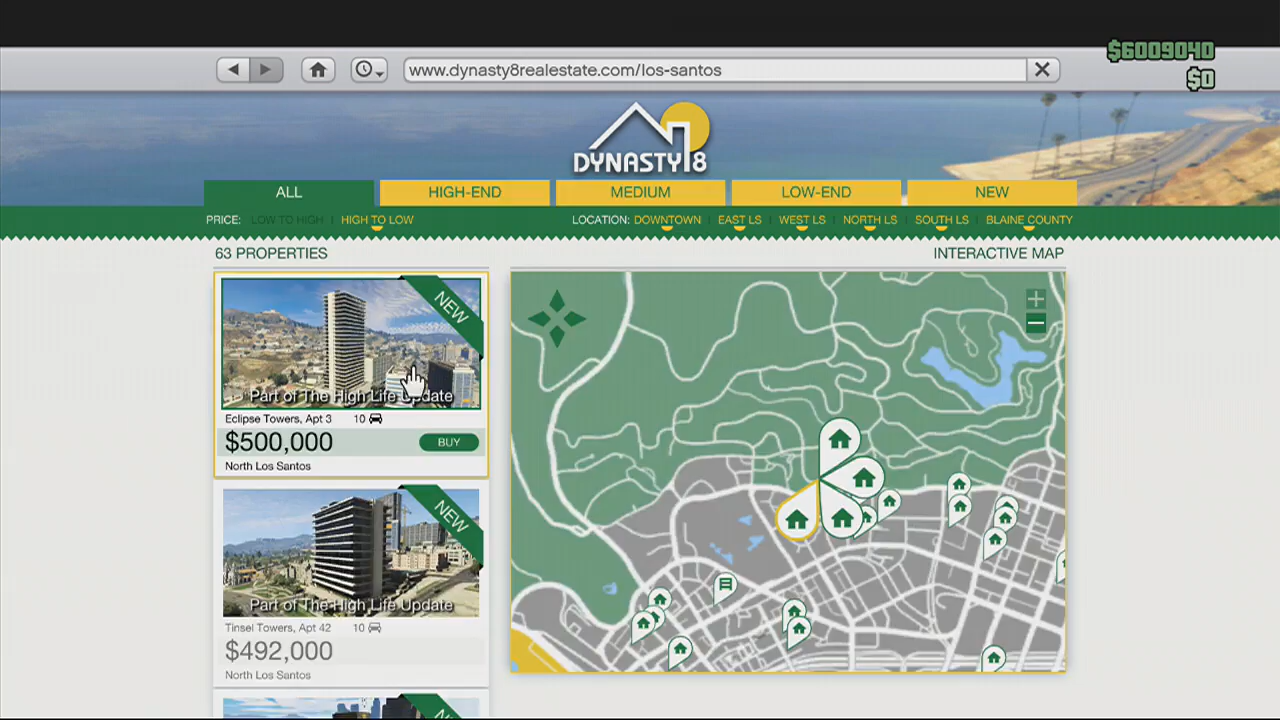 $6009040
www.dynasty8realestate.com/los-santos
$0
DYNASTY 8
ALL HIGH-END MEDIUM LOW-END NEW
PRICE: LOW TO HIGH | HIGH TO LOW LOCATION: DOWNTOWN | EAST LS | WEST LS | NORTH LS | SOUTH LS | BLAINE COUNTY
63 PROPERTIES
INTERACTIVE MAP
NEW
Part of The High Life Update
Eclipse Towers, Apt 3 10
$500,000 BUY
North Los Santos
NEW
Part of The High Life Update
Tinsel Towers, Apt 42 10
$492,000
North Los Santos
NEW